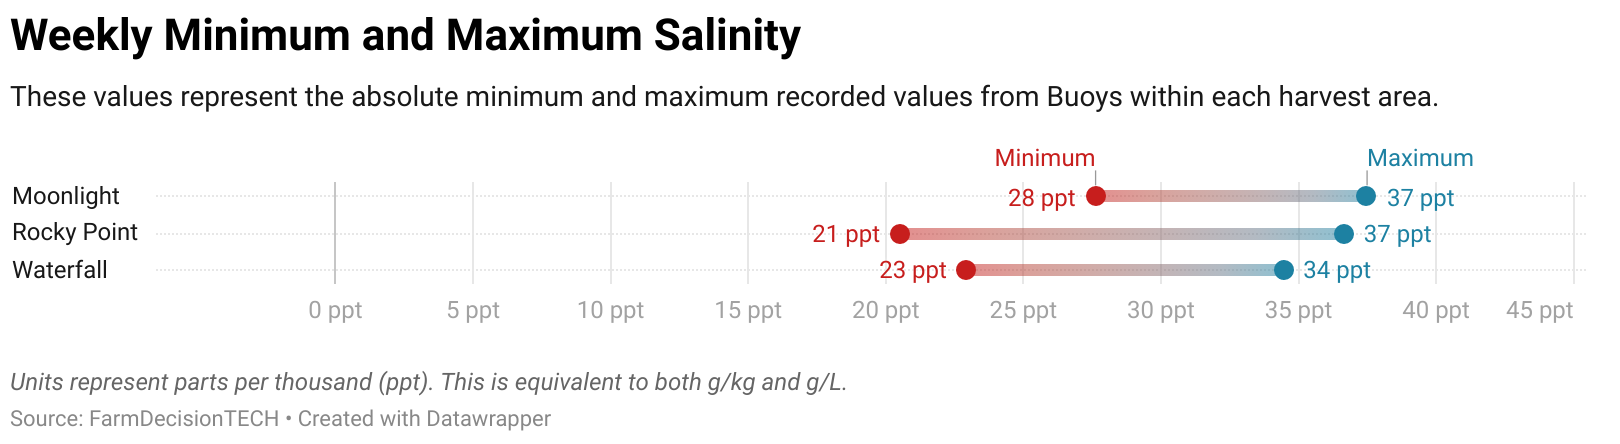 Weekly Minimum and Maximum Salinity
These values represent the absolute minimum and maximum recorded values from Buoys within each harvest area.
Minimum Maximum
Moonlight 28 ppt 37 ppt
Rocky Point 21 ppt 37 ppt
Waterfall 23 ppt 34 ppt
0 ppt 5 ppt 10 ppt 15 ppt 20 ppt 25 ppt 30 ppt 35 ppt 40 ppt 45 ppt
Units represent parts per thousand (ppt). This is equivalent to both g/kg and g/L.
Source: FarmDecisionTECH • Created with Datawrapper